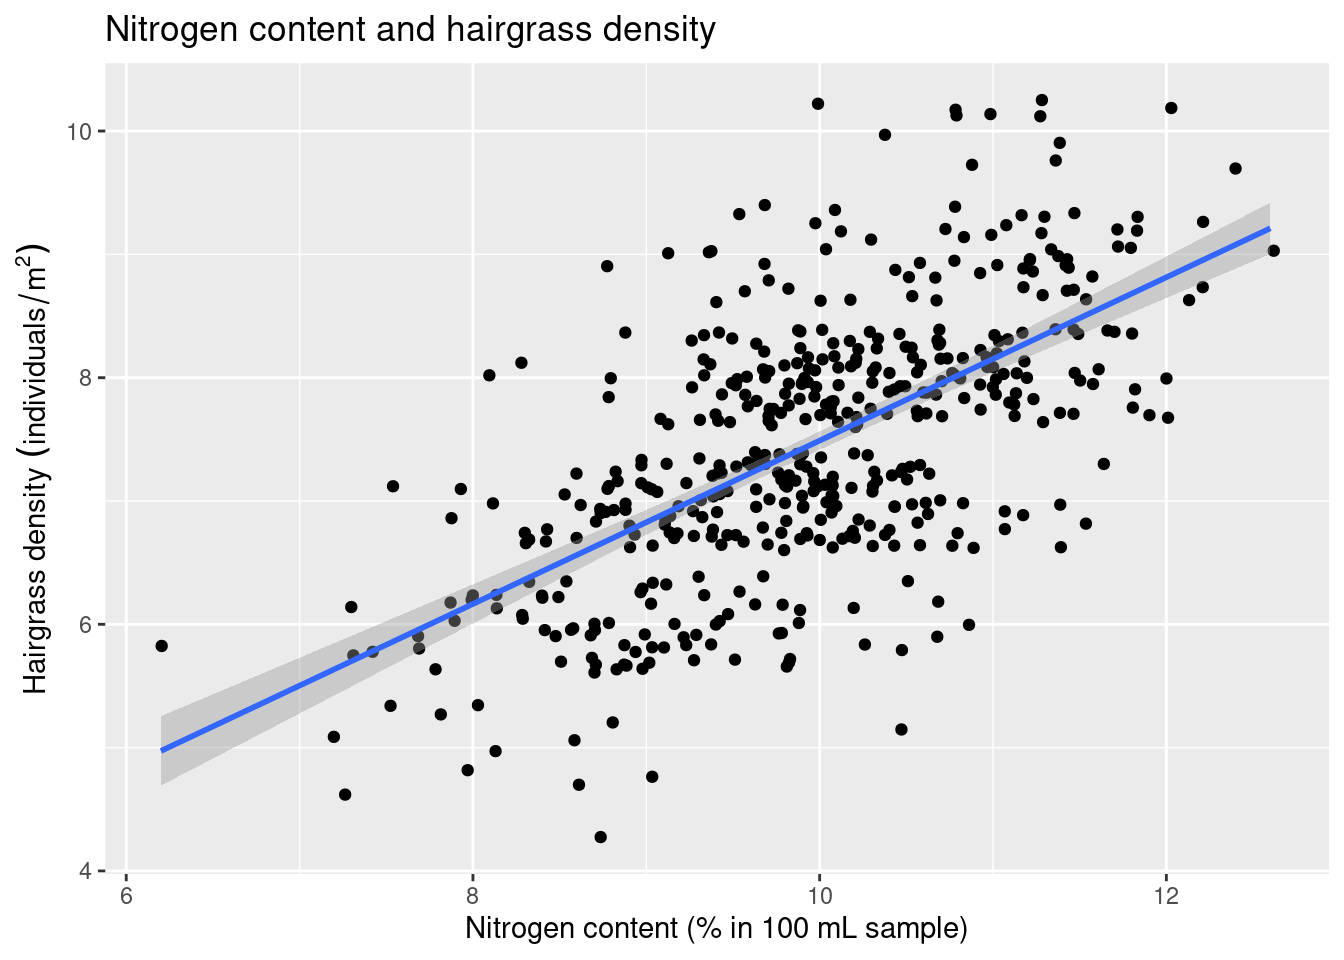 Nitrogen content and hairgrass density
Hairgrass density (individuals/m²)
10
8
6
4
6 8 10 12
Nitrogen content (% in 100 mL sample)